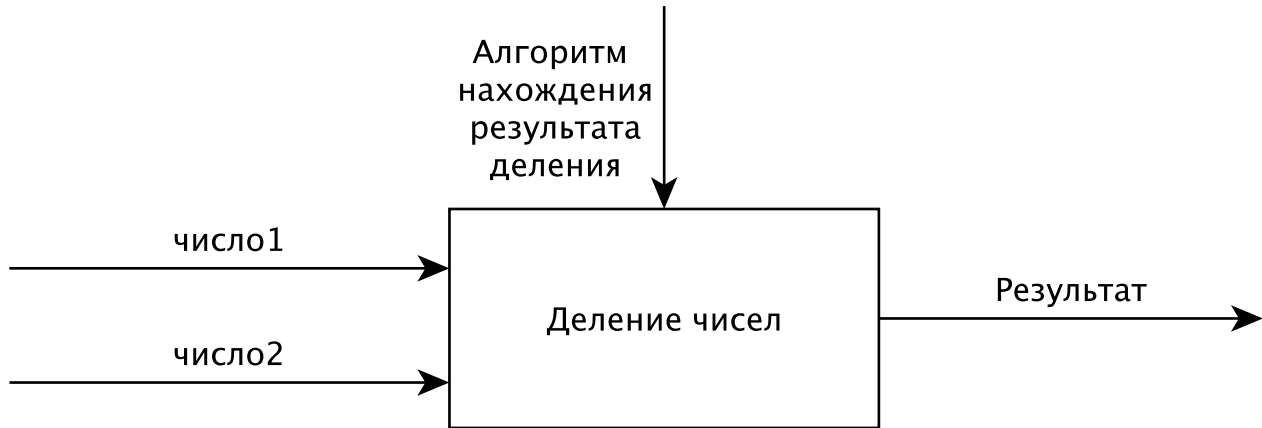 Алгоритм
нахождения
результата
деления
число1
Деление чисел
Результат
число2